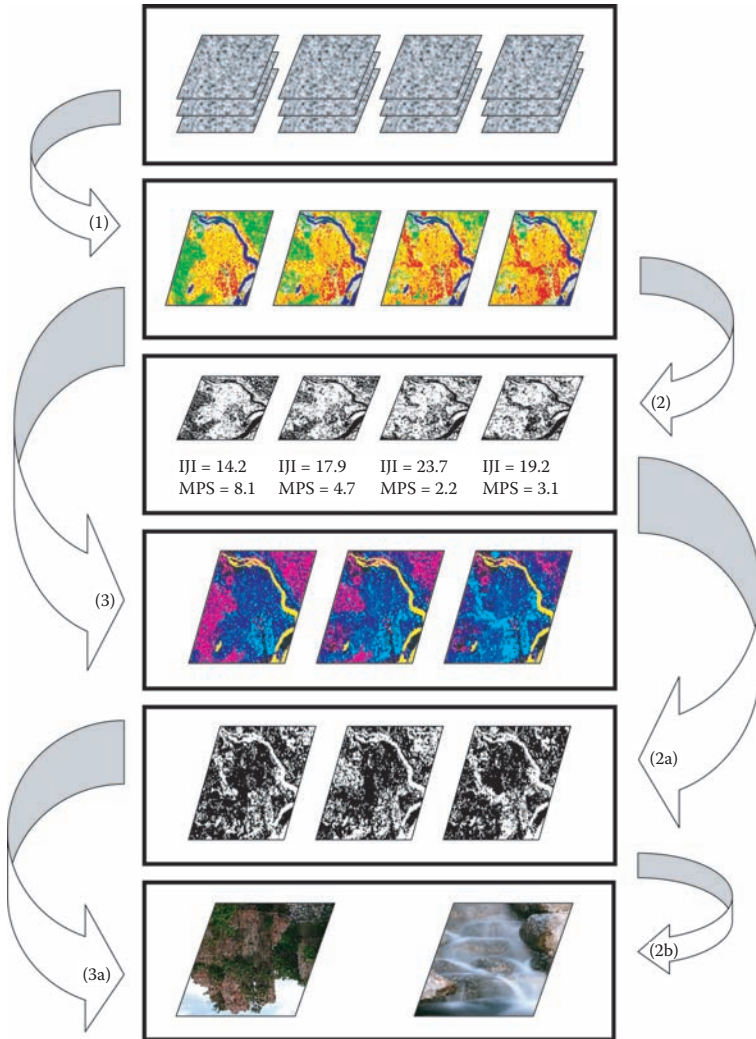 (1)
(2)
IJI = 14.2 IJI = 17.9 IJI = 23.7 IJI = 19.2
MPS = 8.1 MPS = 4.7 MPS = 2.2 MPS = 3.1
(3)
(2a)
(2b)
(3a)